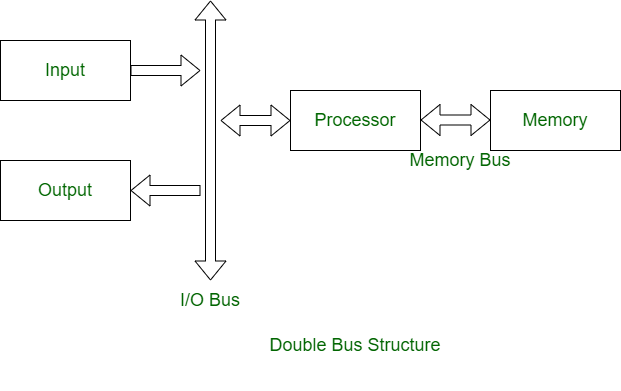 Input
Processor
Memory
Memory Bus
Output
I/O Bus
Double Bus Structure